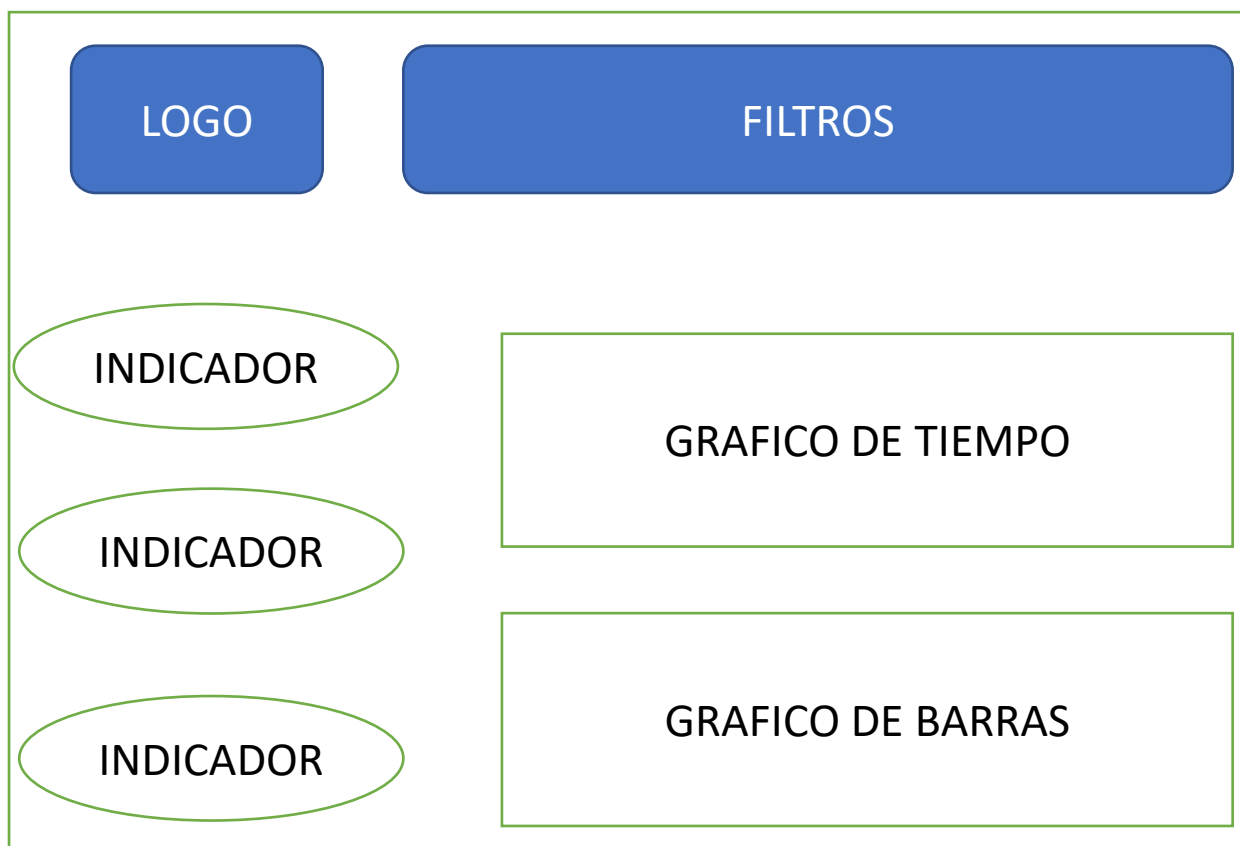 LOGO
FILTROS
INDICADOR
GRAFICO DE TIEMPO
INDICADOR
INDICADOR
GRAFICO DE BARRAS